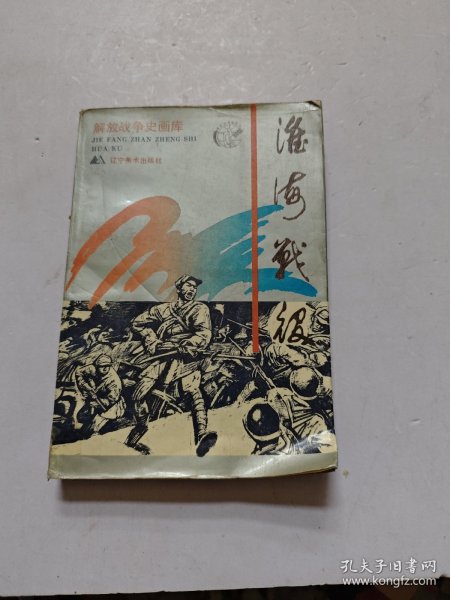 解放战争史画库
JIE FANG ZHAN ZHENG SHI
HUA KU
辽宁美术出版社
淮海战役
孔夫子旧书网
www.kongfz.com